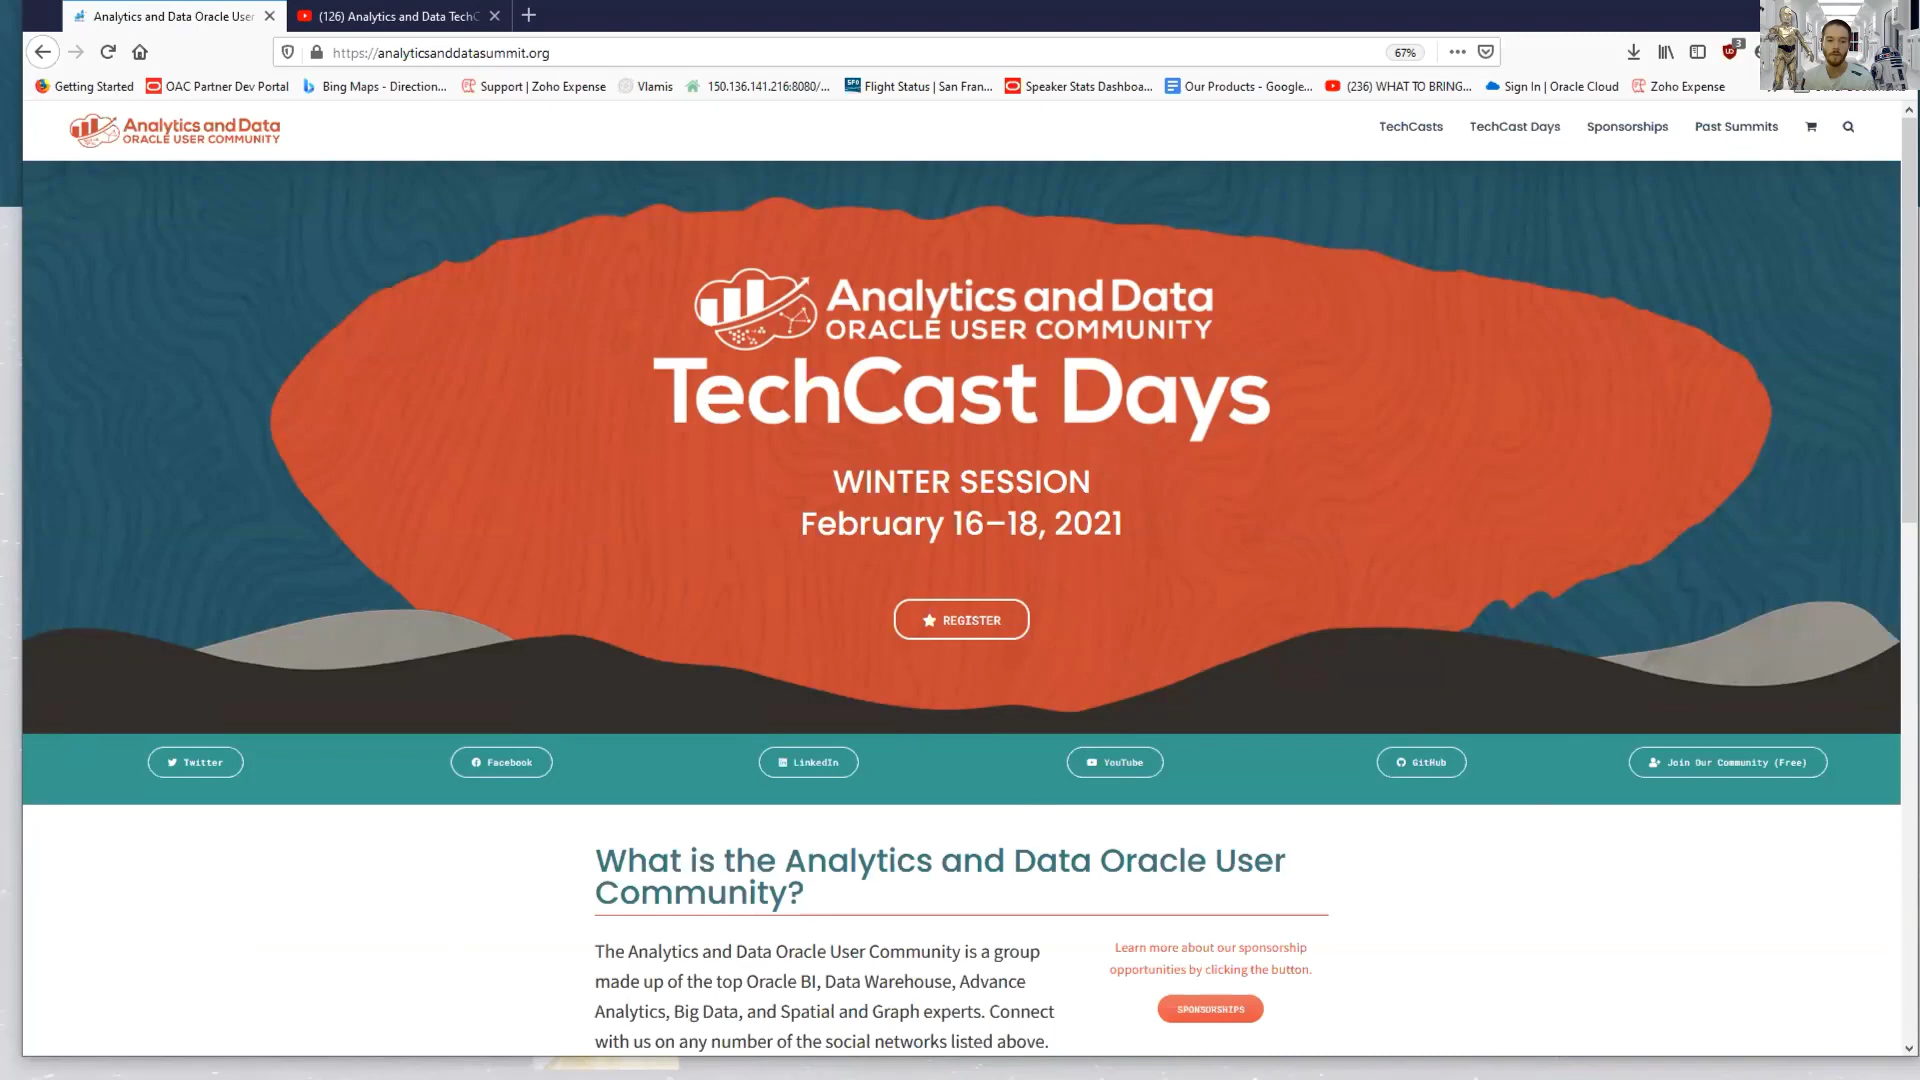 Analytics and Data Oracle User
(126) Analytics and Data TechC
https://analyticsanddatasummit.org
67%
3
Getting Started
OAC Partner Dev Portal
Bing Maps - Direction...
Support | Zoho Expense
Vlamis
150.136.141.216:8080/...
Flight Status | San Fran...
Speaker Stats Dashboa...
Our Products - Google...
(236) WHAT TO BRING...
Sign In | Oracle Cloud
Zoho Expense
Analytics and Data
ORACLE USER COMMUNITY
TechCasts
TechCast Days
Sponsorships
Past Summits
Analytics and Data
ORACLE USER COMMUNITY
TechCast Days
WINTER SESSION
February 16–18, 2021
REGISTER
Twitter
Facebook
LinkedIn
YouTube
GitHub
Join Our Community (Free)
What is the Analytics and Data Oracle User
Community?
The Analytics and Data Oracle User Community is a group
made up of the top Oracle BI, Data Warehouse, Advance
Analytics, Big Data, and Spatial and Graph experts. Connect
with us on any number of the social networks listed above.
Learn more about our sponsorship
opportunities by clicking the button.
SPONSORSHIPS